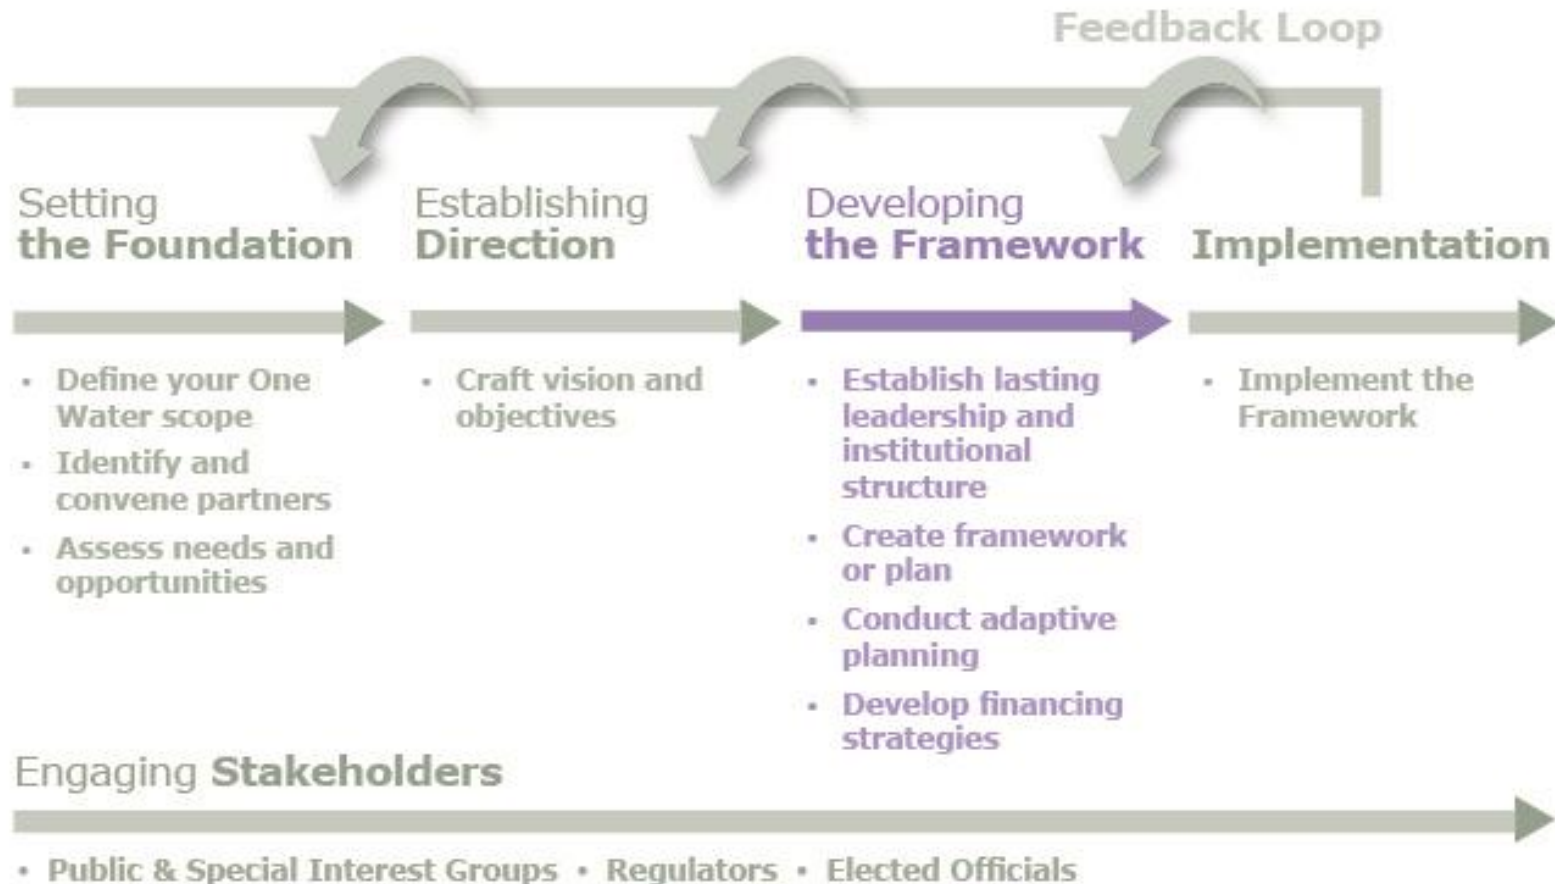 Feedback Loop
Setting
the Foundation
Establishing
Direction
Developing
the Framework
Implementation
• Define your One
Water scope
• Identify and
convene partners
• Assess needs and
opportunities
• Craft vision and
objectives
• Establish lasting
leadership and
institutional
structure
• Create framework
or plan
• Conduct adaptive
planning
• Develop financing
strategies
• Implement the
Framework
Engaging Stakeholders
• Public & Special Interest Groups • Regulators • Elected Officials